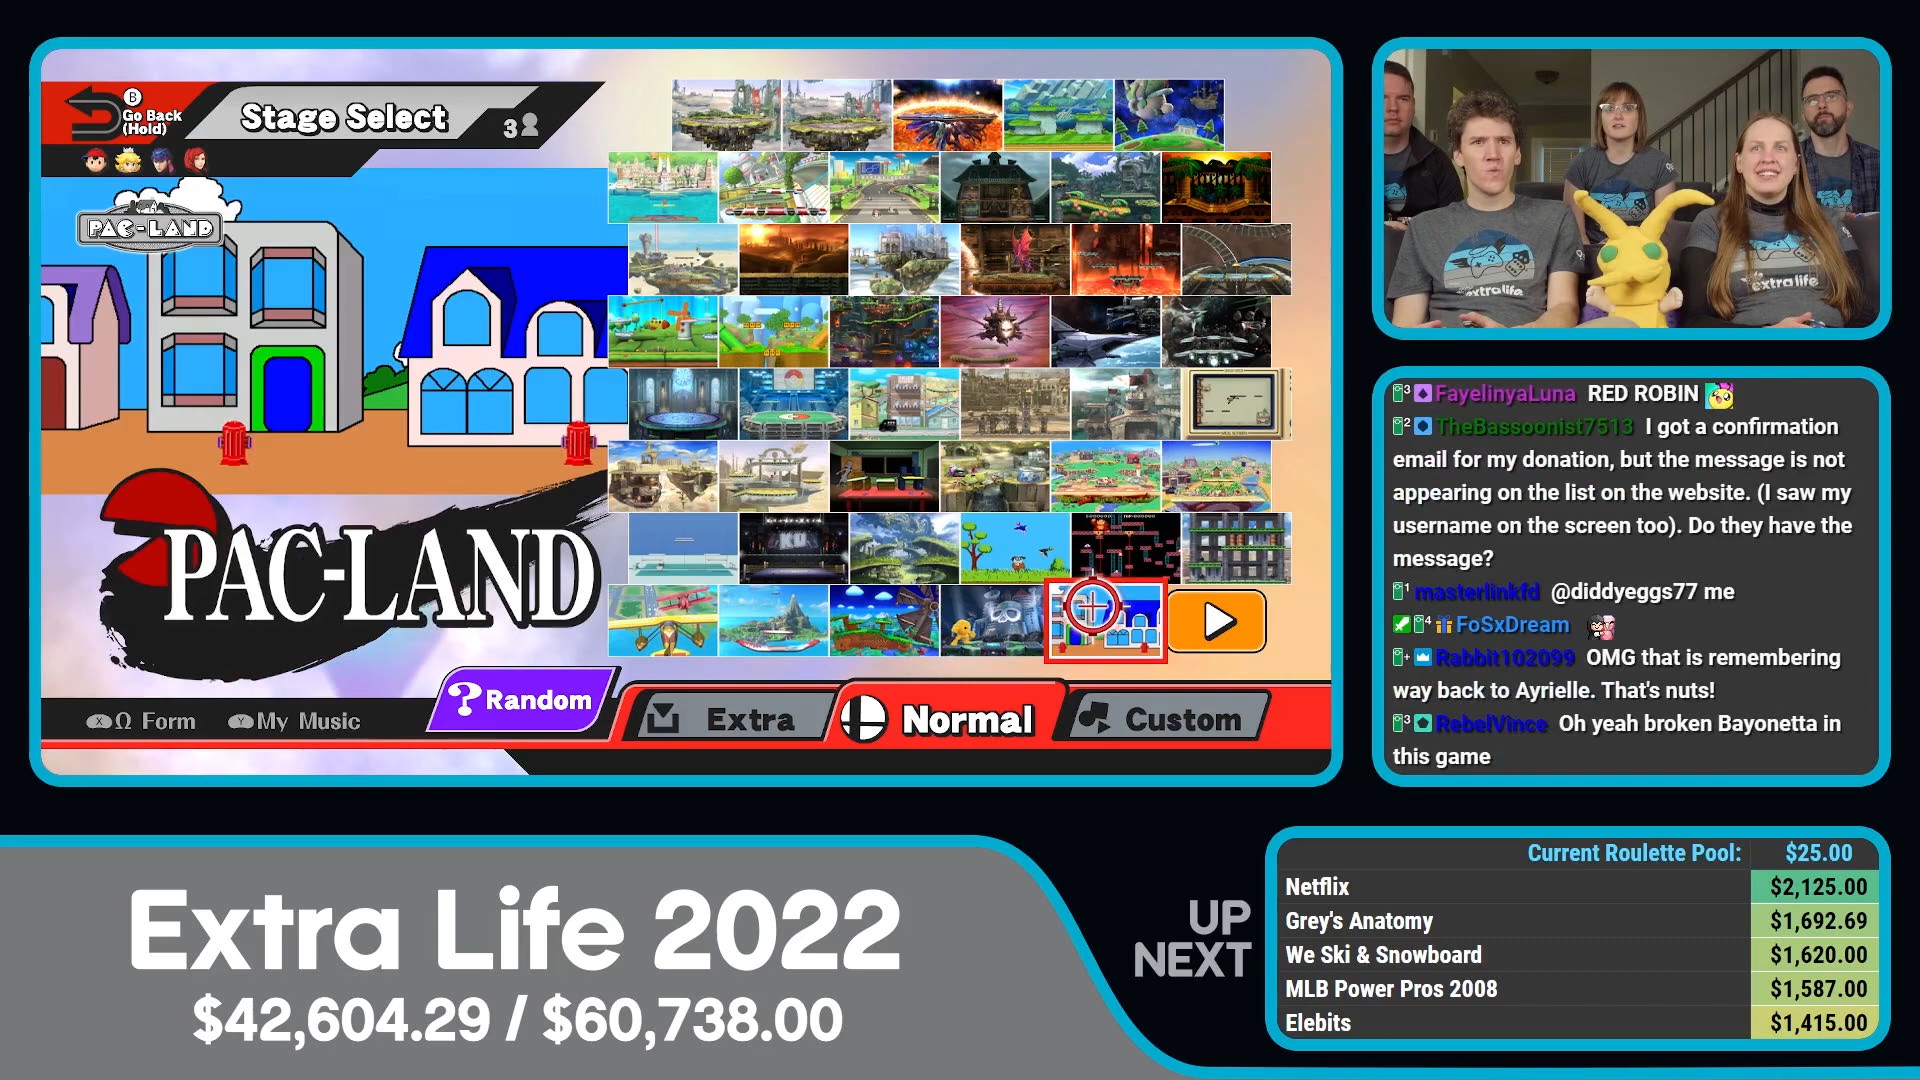 B
Go Back
(Hold)
Stage Select
3
PAC-LAND
PAC-LAND
Random
X Ω Form
Y My Music
Extra
Normal
Custom
extralife
extralife
3 FayelinyaLuna RED ROBIN
2 TheBassoonist7513 I got a confirmation
email for my donation, but the message is not
appearing on the list on the website. (I saw my
username on the screen too). Do they have the
message?
1 masterlinkfd @diddyeggs77 me
4 FoSxDream
+ Rabbit102099 OMG that is remembering
way back to Ayrielle. That's nuts!
3 RebelVince Oh yeah broken Bayonetta in
this game
Extra Life 2022
$42,604.29 / $60,738.00
UP
NEXT
Current Roulette Pool: $25.00
Netflix $2,125.00
Grey's Anatomy $1,692.69
We Ski & Snowboard $1,620.00
MLB Power Pros 2008 $1,587.00
Elebits $1,415.00